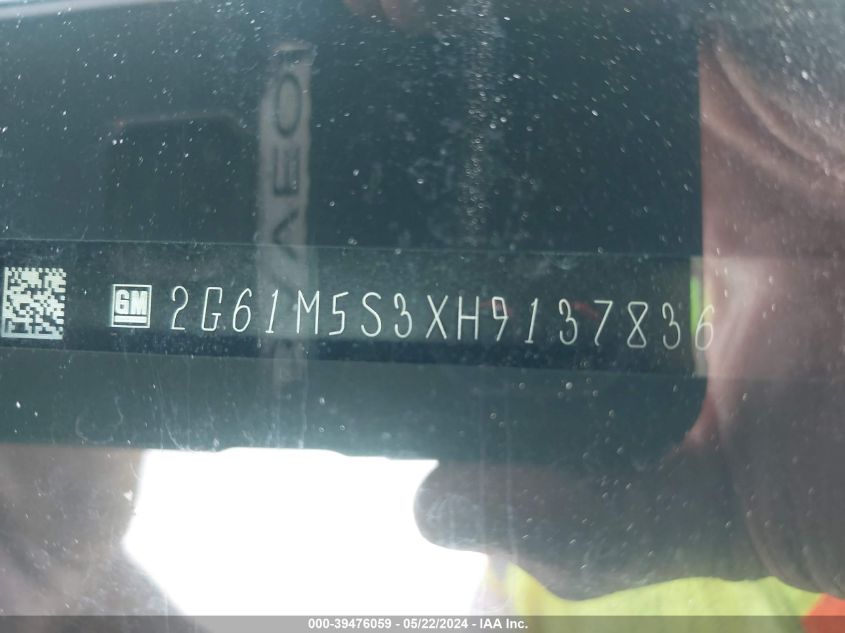 GM 2G61M5S3XH9137836
000-39476059 - 05/22/2024 - IAA Inc.